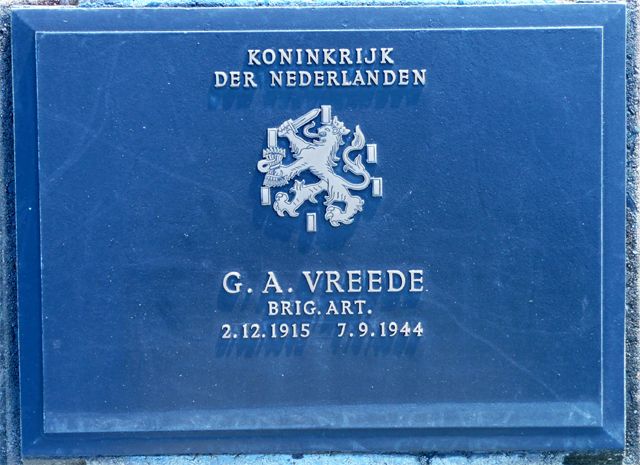 KONINKRIJK
DER NEDERLANDEN
G. A. VREEDE
BRIG. ART.
2.12.1915 7.9.1944